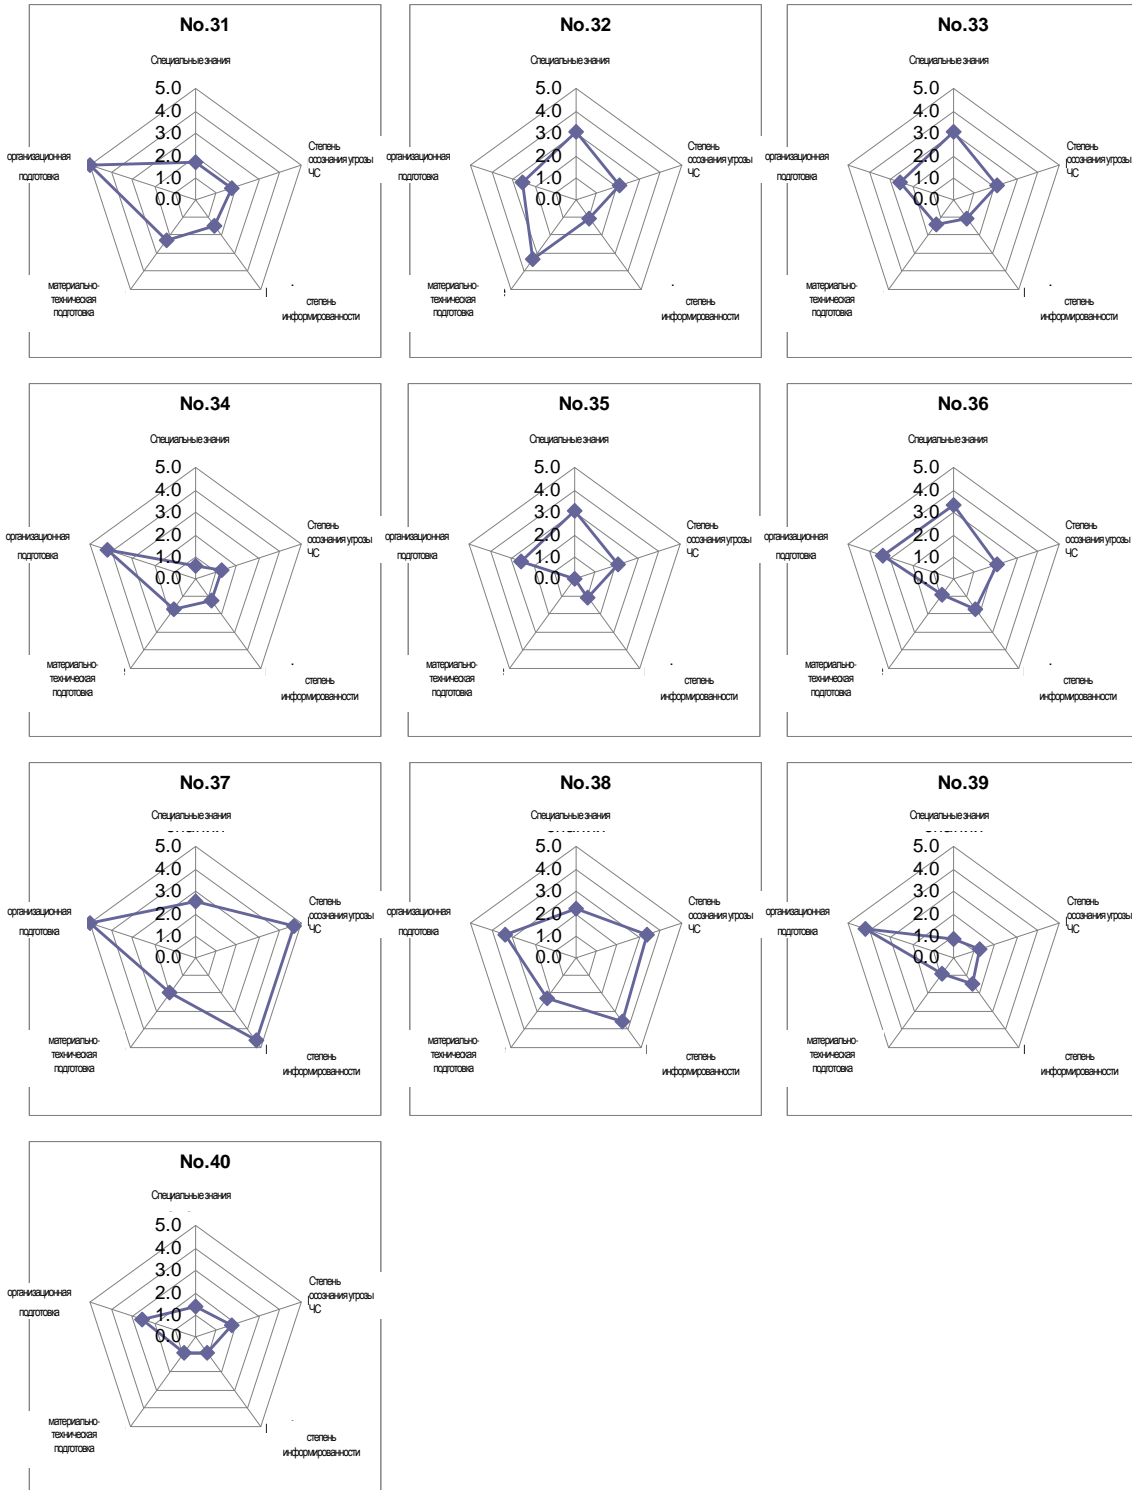 No.31
Специальные знания
5.0
4.0
3.0
2.0
1.0
0.0
Степень
осознания угрозы
ЧС
организационная
подготовка
материально-
техническая
подготовка
степень
информированности
No.32
Специальные знания
5.0
4.0
3.0
2.0
1.0
0.0
Степень
осознания угрозы
ЧС
организационная
подготовка
материально-
техническая
подготовка
степень
информированности
No.33
Специальные знания
5.0
4.0
3.0
2.0
1.0
0.0
Степень
осознания угрозы
ЧС
организационная
подготовка
материально-
техническая
подготовка
степень
информированности
No.34
Специальные знания
5.0
4.0
3.0
2.0
1.0
0.0
Степень
осознания угрозы
ЧС
организационная
подготовка
материально-
техническая
подготовка
степень
информированности
No.35
Специальные знания
5.0
4.0
3.0
2.0
1.0
0.0
Степень
осознания угрозы
ЧС
организационная
подготовка
материально-
техническая
подготовка
степень
информированности
No.36
Специальные знания
5.0
4.0
3.0
2.0
1.0
0.0
Степень
осознания угрозы
ЧС
организационная
подготовка
материально-
техническая
подготовка
степень
информированности
No.37
Специальные знания
5.0
4.0
3.0
2.0
1.0
0.0
Степень
осознания угрозы
ЧС
организационная
подготовка
материально-
техническая
подготовка
степень
информированности
No.38
Специальные знания
5.0
4.0
3.0
2.0
1.0
0.0
Степень
осознания угрозы
ЧС
организационная
подготовка
материально-
техническая
подготовка
степень
информированности
No.39
Специальные знания
5.0
4.0
3.0
2.0
1.0
0.0
Степень
осознания угрозы
ЧС
организационная
подготовка
материально-
техническая
подготовка
степень
информированности
No.40
Специальные знания
5.0
4.0
3.0
2.0
1.0
0.0
Степень
осознания угрозы
ЧС
организационная
подготовка
материально-
техническая
подготовка
степень
информированности